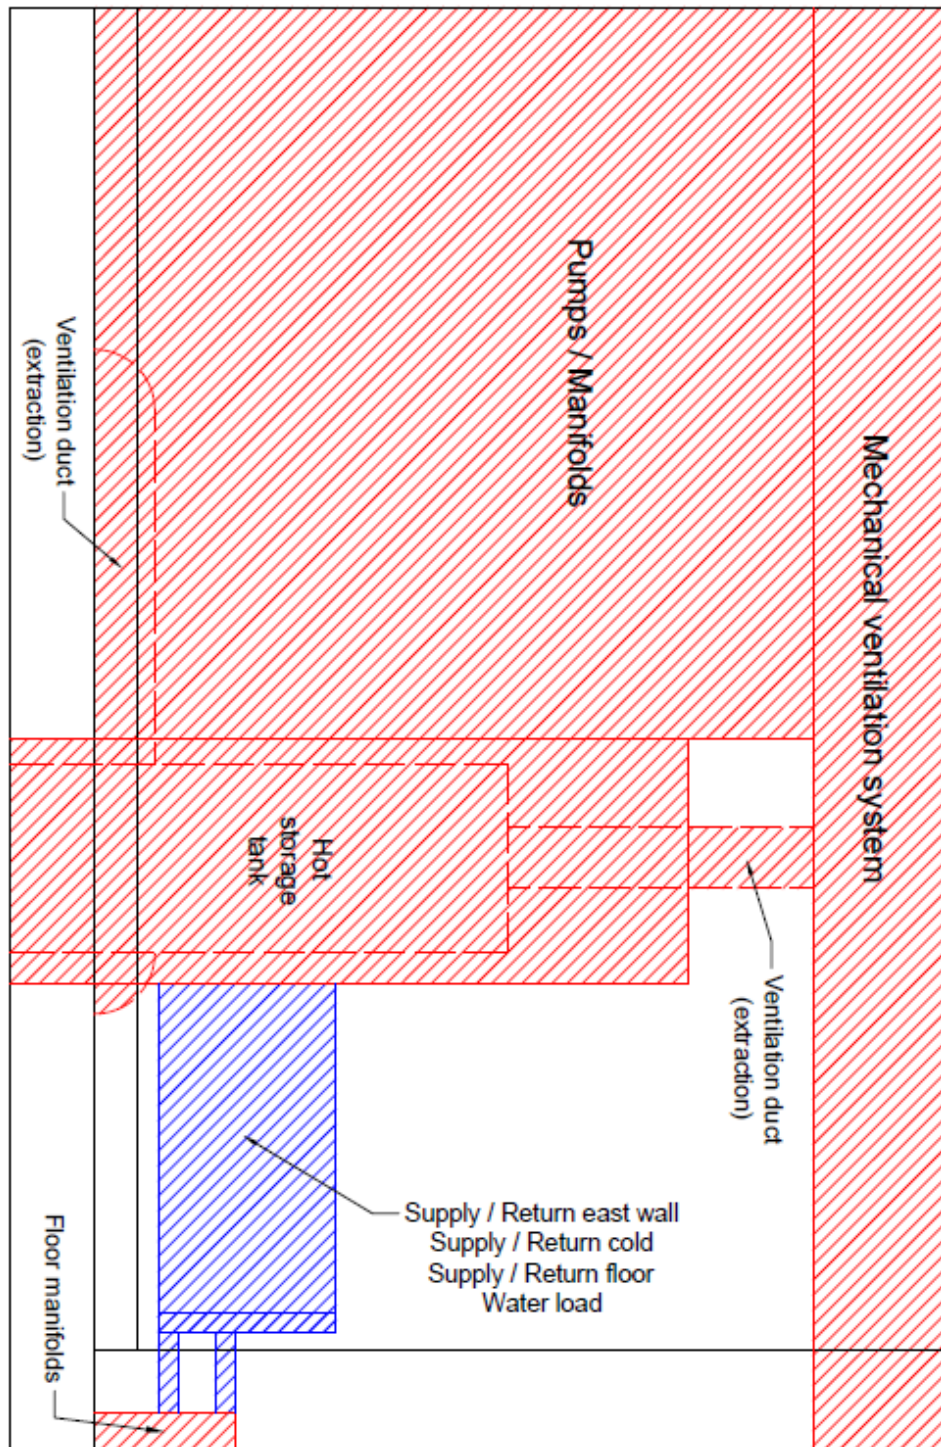 Mechanical ventilation system
Pumps / Manifolds
Ventilation duct
(extraction)
Hot
storage
tank
Ventilation duct
(extraction)
Supply / Return east wall
Supply / Return cold
Supply / Return floor
Water load
Floor manifolds